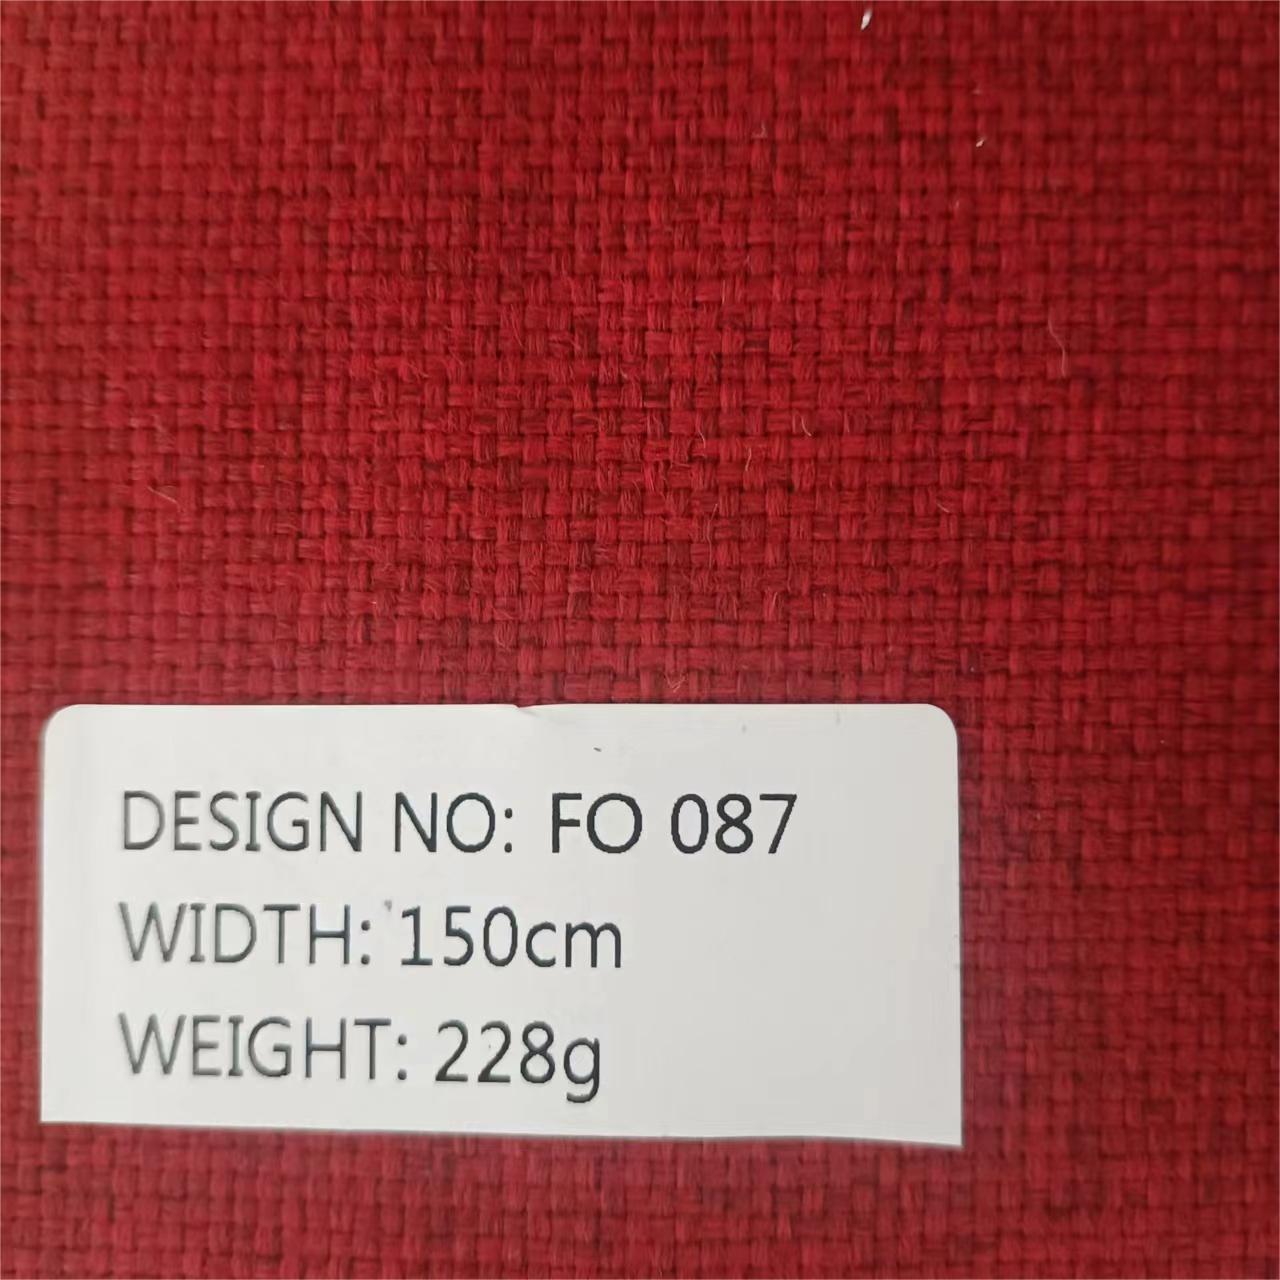 DESIGN NO: FO 087
WIDTH: 150cm
WEIGHT: 228g